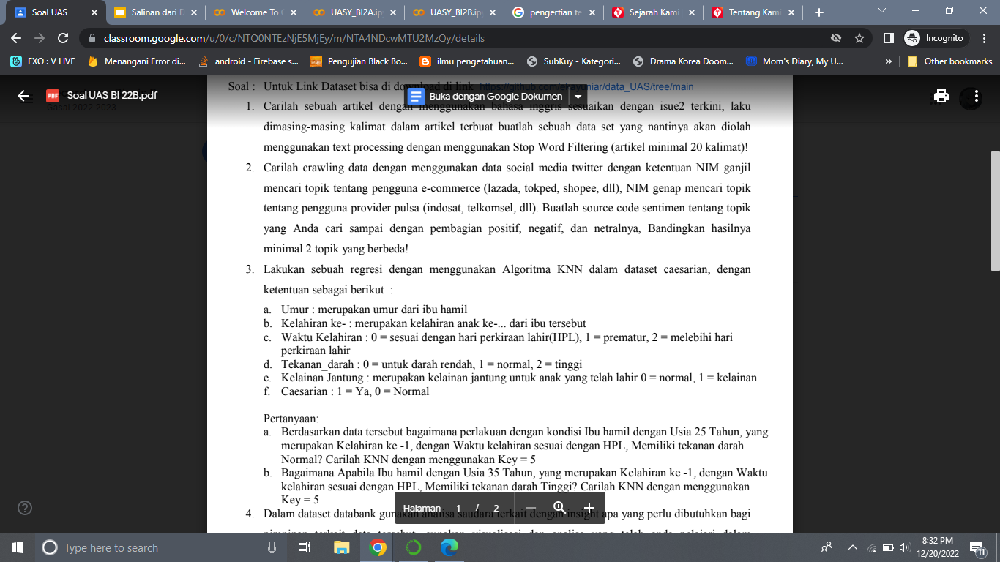 Soal UAS
Salinan dari D
Welcome To C
UASY_BI2A.ip
UASY_BI2B.ip
pengertian te
Sejarah Kami
Tentang Kami
classroom.google.com/u/0/c/NTQ0NTEzNjE5MjEy/m/NTA4NDcwMTU2MzQy/details
Incognito
EXO : V LIVE
Menangani Error di...
android - Firebase s...
Pengujian Black Bo...
ilmu pengetahuan...
SubKuy - Kategori...
Drama Korea Doom...
Mom's Diary, My U...
»
Other bookmarks
PDF
Soal UAS BI 22B.pdf
Gasal 2022-2023
Soal : Untuk Link Dataset bisa di download di link https://github.com/ekayuniar/data_UAS/tree/main
Buka dengan Google Dokumen
1. Carilah sebuah artikel dengan menggunakan bahasa inggris sesuaikan dengan isue2 terkini, laku
dimasing-masing kalimat dalam artikel terbuat buatlah sebuah data set yang nantinya akan diolah
menggunakan text processing dengan menggunakan Stop Word Filtering (artikel minimal 20 kalimat)!
2. Carilah crawling data dengan menggunakan data social media twitter dengan ketentuan NIM ganjil
mencari topik tentang pengguna e-commerce (lazada, tokped, shopee, dll), NIM genap mencari topik
tentang pengguna provider pulsa (indosat, telkomsel, dll). Buatlah source code sentimen tentang topik
yang Anda cari sampai dengan pembagian positif, negatif, dan netralnya, Bandingkan hasilnya
minimal 2 topik yang berbeda!
3. Lakukan sebuah regresi dengan menggunakan Algoritma KNN dalam dataset caesarian, dengan
ketentuan sebagai berikut :
a. Umur : merupakan umur dari ibu hamil
b. Kelahiran ke- : merupakan kelahiran anak ke-... dari ibu tersebut
c. Waktu Kelahiran : 0 = sesuai dengan hari perkiraan lahir(HPL), 1 = prematur, 2 = melebihi hari
perkiraan lahir
d. Tekanan_darah : 0 = untuk darah rendah, 1 = normal, 2 = tinggi
e. Kelainan Jantung : merupakan kelainan jantung untuk anak yang telah lahir 0 = normal, 1 = kelainan
f. Caesarian : 1 = Ya, 0 = Normal
Pertanyaan:
a. Berdasarkan data tersebut bagaimana perlakuan dengan kondisi Ibu hamil dengan Usia 25 Tahun, yang
merupakan Kelahiran ke -1, dengan Waktu kelahiran sesuai dengan HPL, Memiliki tekanan darah
Normal? Carilah KNN dengan menggunakan Key = 5
b. Bagaimana Apabila Ibu hamil dengan Usia 35 Tahun, yang merupakan Kelahiran ke -1, dengan Waktu
kelahiran sesuai dengan HPL, Memiliki tekanan darah Tinggi? Carilah KNN dengan menggunakan
Key = 5
Halaman 1 / 2
4. Dalam dataset databank gunakan analisa saudara terkait dengan insight apa yang perlu dibutuhkan bagi
Type here to search
8:32 PM
12/20/2022
11